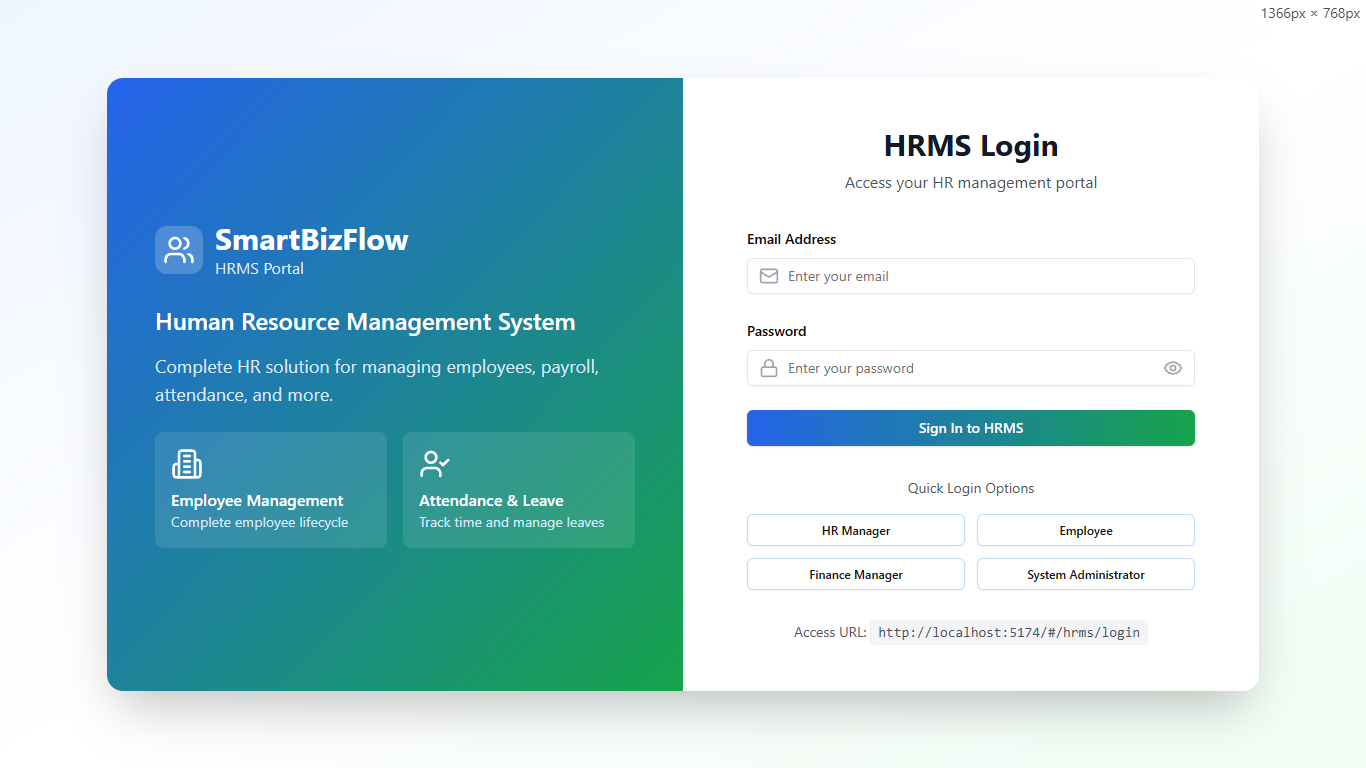 1366px × 768px
SmartBizFlow
HRMS Portal
Human Resource Management System
Complete HR solution for managing employees, payroll,
attendance, and more.
Employee Management
Complete employee lifecycle
Attendance & Leave
Track time and manage leaves
HRMS Login
Access your HR management portal
Email Address
Enter your email
Password
Enter your password
Sign In to HRMS
Quick Login Options
HR Manager
Employee
Finance Manager
System Administrator
Access URL: http://localhost:5174/#/hrms/login